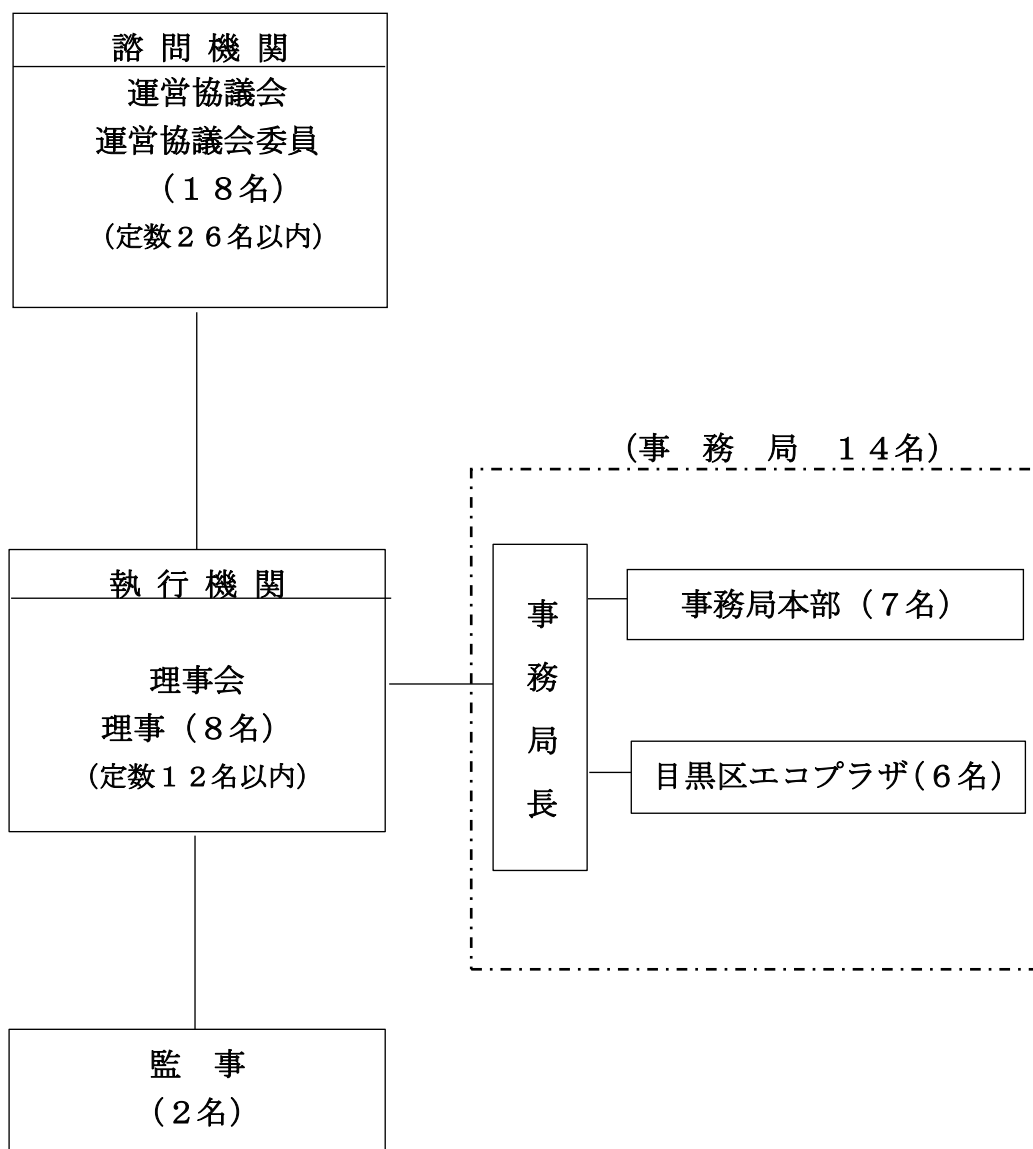 諮 問 機 関
運営協議会
運営協議会委員
(１８名)
(定数２６名以内)
(事　務　局　１４名)
執 行 機 関
理事会
理事（８名）
(定数１２名以内)
事務局長
事務局本部（７名）
目黒区エコプラザ(６名)
監　事
(２名)